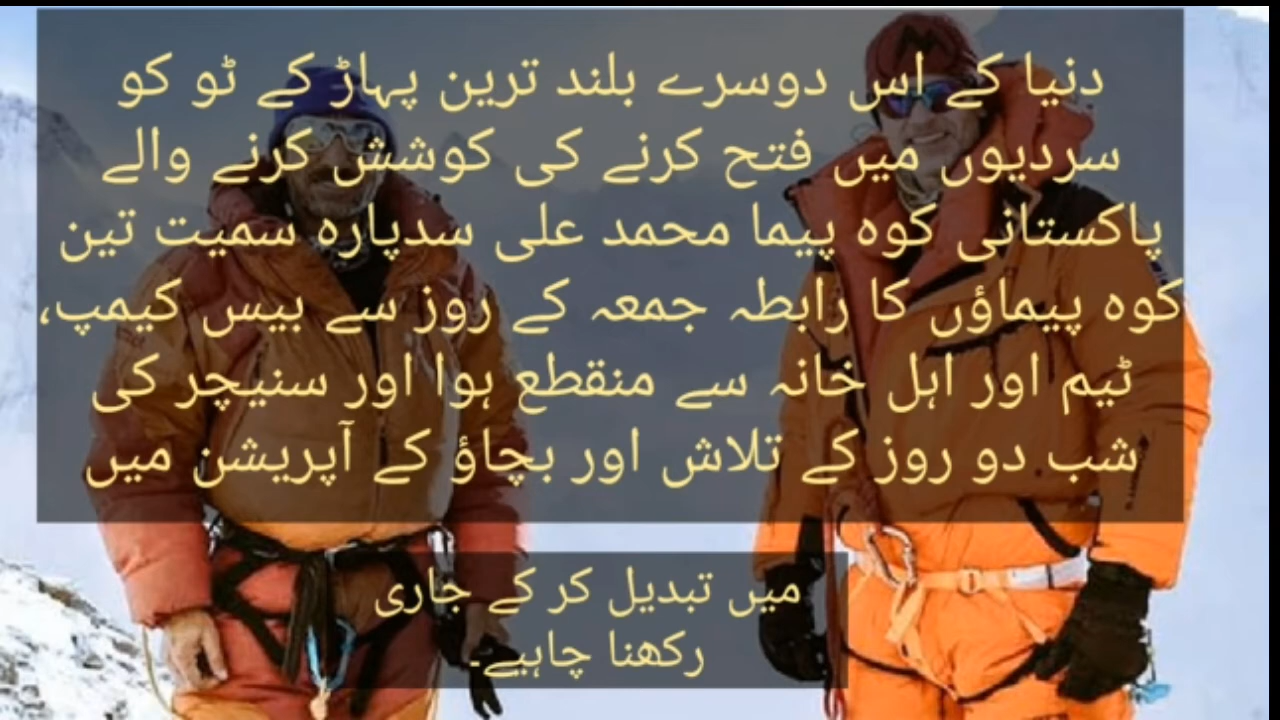 دنیا کے اس دوسرے بلند ترین پہاڑ کے ٹو کو
سردیوں میں فتح کرنے کی کوشش کرنے والے
پاکستانی کوہ پیما محمد علی سدپارہ سمیت تین
کوہ پیماؤں کا رابطہ جمعہ کے روز سے بیس کیمپ،
ٹیم اور اہل خانہ سے منقطع ہوا اور سنیچر کی
شب دو روز کے تلاش اور بچاؤ کے آپریشن میں
میں تبدیل کر کے جاری
رکھنا چاہیے۔